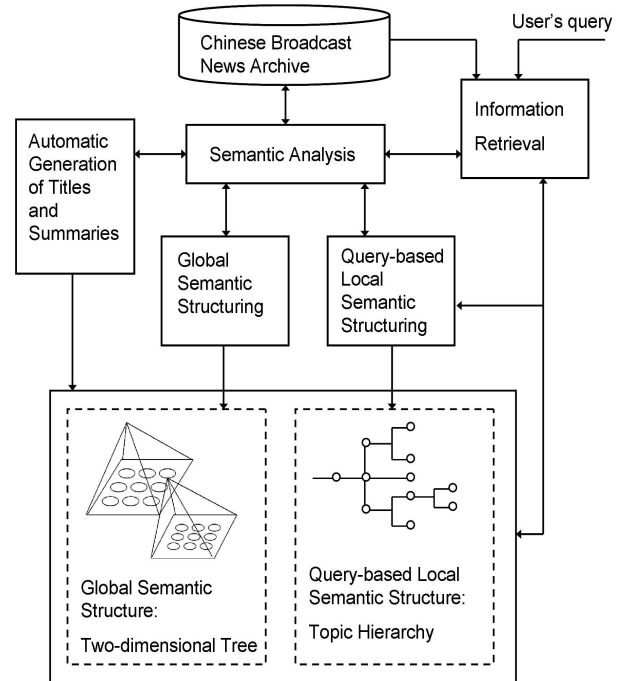 User's query
Chinese Broadcast
News Archive
Information
Retrieval
Automatic
Generation
of Titles
and
Summaries
Semantic Analysis
Global
Semantic
Structuring
Query-based
Local
Semantic
Structuring
Global Semantic
Structure:
Two-dimensional Tree
Query-based Local
Semantic Structure:
Topic Hierarchy